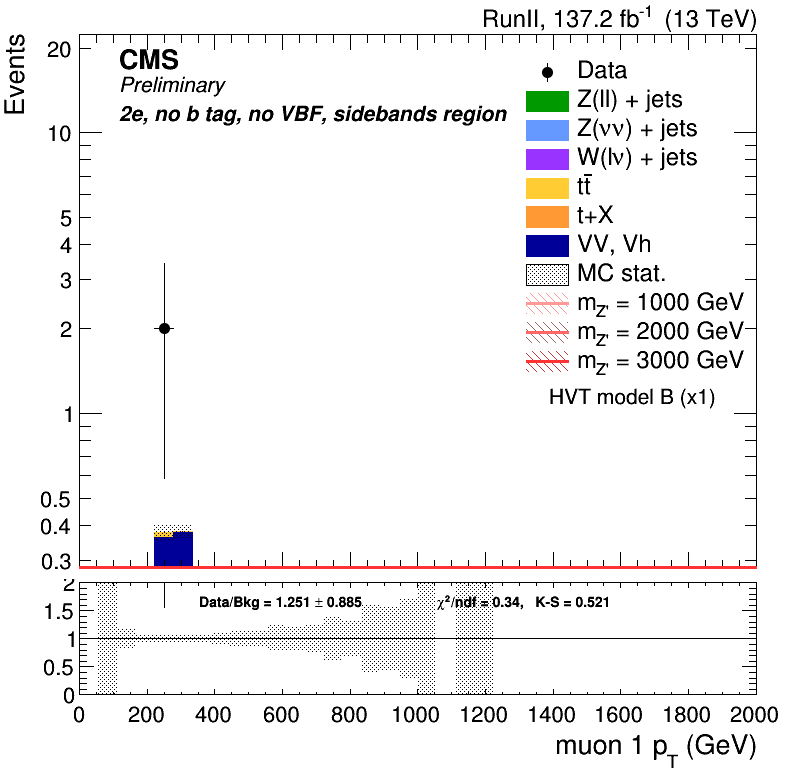 RunII, 137.2 fb⁻¹ (13 TeV)
Events
CMS
Preliminary
2e, no b tag, no VBF, sidebands region
Data
Z(ll) + jets
Z(νν) + jets
W(lν) + jets
tt̄
t+X
VV, Vh
MC stat.
m_Z' = 1000 GeV
m_Z' = 2000 GeV
m_Z' = 3000 GeV
HVT model B (x1)
20
10
5
4
3
2
1
0.5
0.4
0.3
2
1.5
1
0.5
0
Data/Bkg = 1.251 ± 0.885
χ²/ndf = 0.34, K-S = 0.521
0 200 400 600 800 1000 1200 1400 1600 1800 2000
muon 1 p_T (GeV)